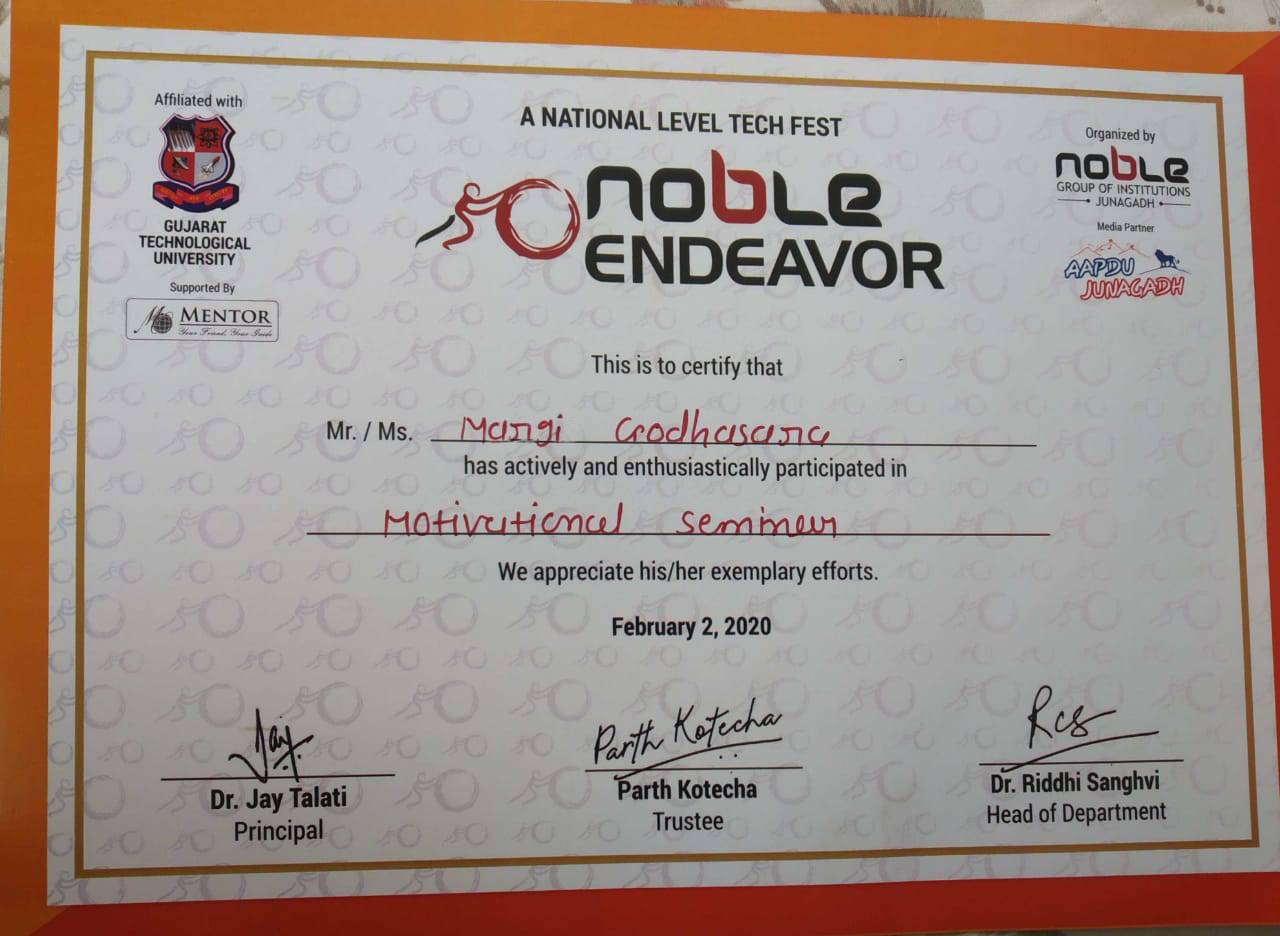 Affiliated with
GUJARAT
TECHNOLOGICAL
UNIVERSITY
Supported By
MENTOR
Your Friend, Your Guide
A NATIONAL LEVEL TECH FEST
noble
ENDEAVOR
Organized by
noble
GROUP OF INSTITUTIONS
JUNAGADH
Media Partner
AAPDU
JUNAGADH
This is to certify that
Mr. / Ms. Margi Godhasara
has actively and enthusiastically participated in
Motivational seminar
We appreciate his/her exemplary efforts.
February 2, 2020
Jay
Dr. Jay Talati
Principal
Parth Kotecha
Parth Kotecha
Trustee
Rcs
Dr. Riddhi Sanghvi
Head of Department